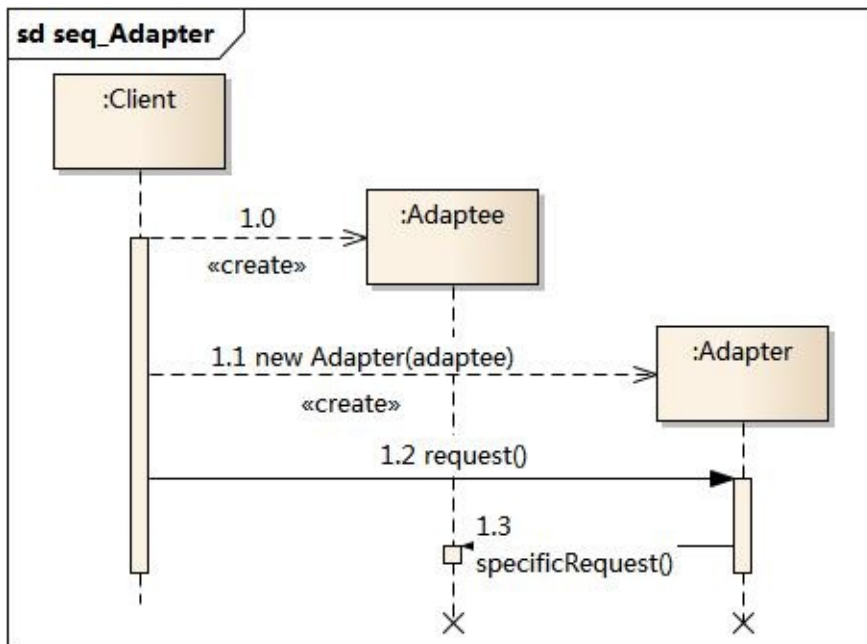 sd seq_Adapter
:Client
1.0
:Adaptee
«create»
1.1 new Adapter(adaptee)
:Adapter
«create»
1.2 request()
1.3
specificRequest()